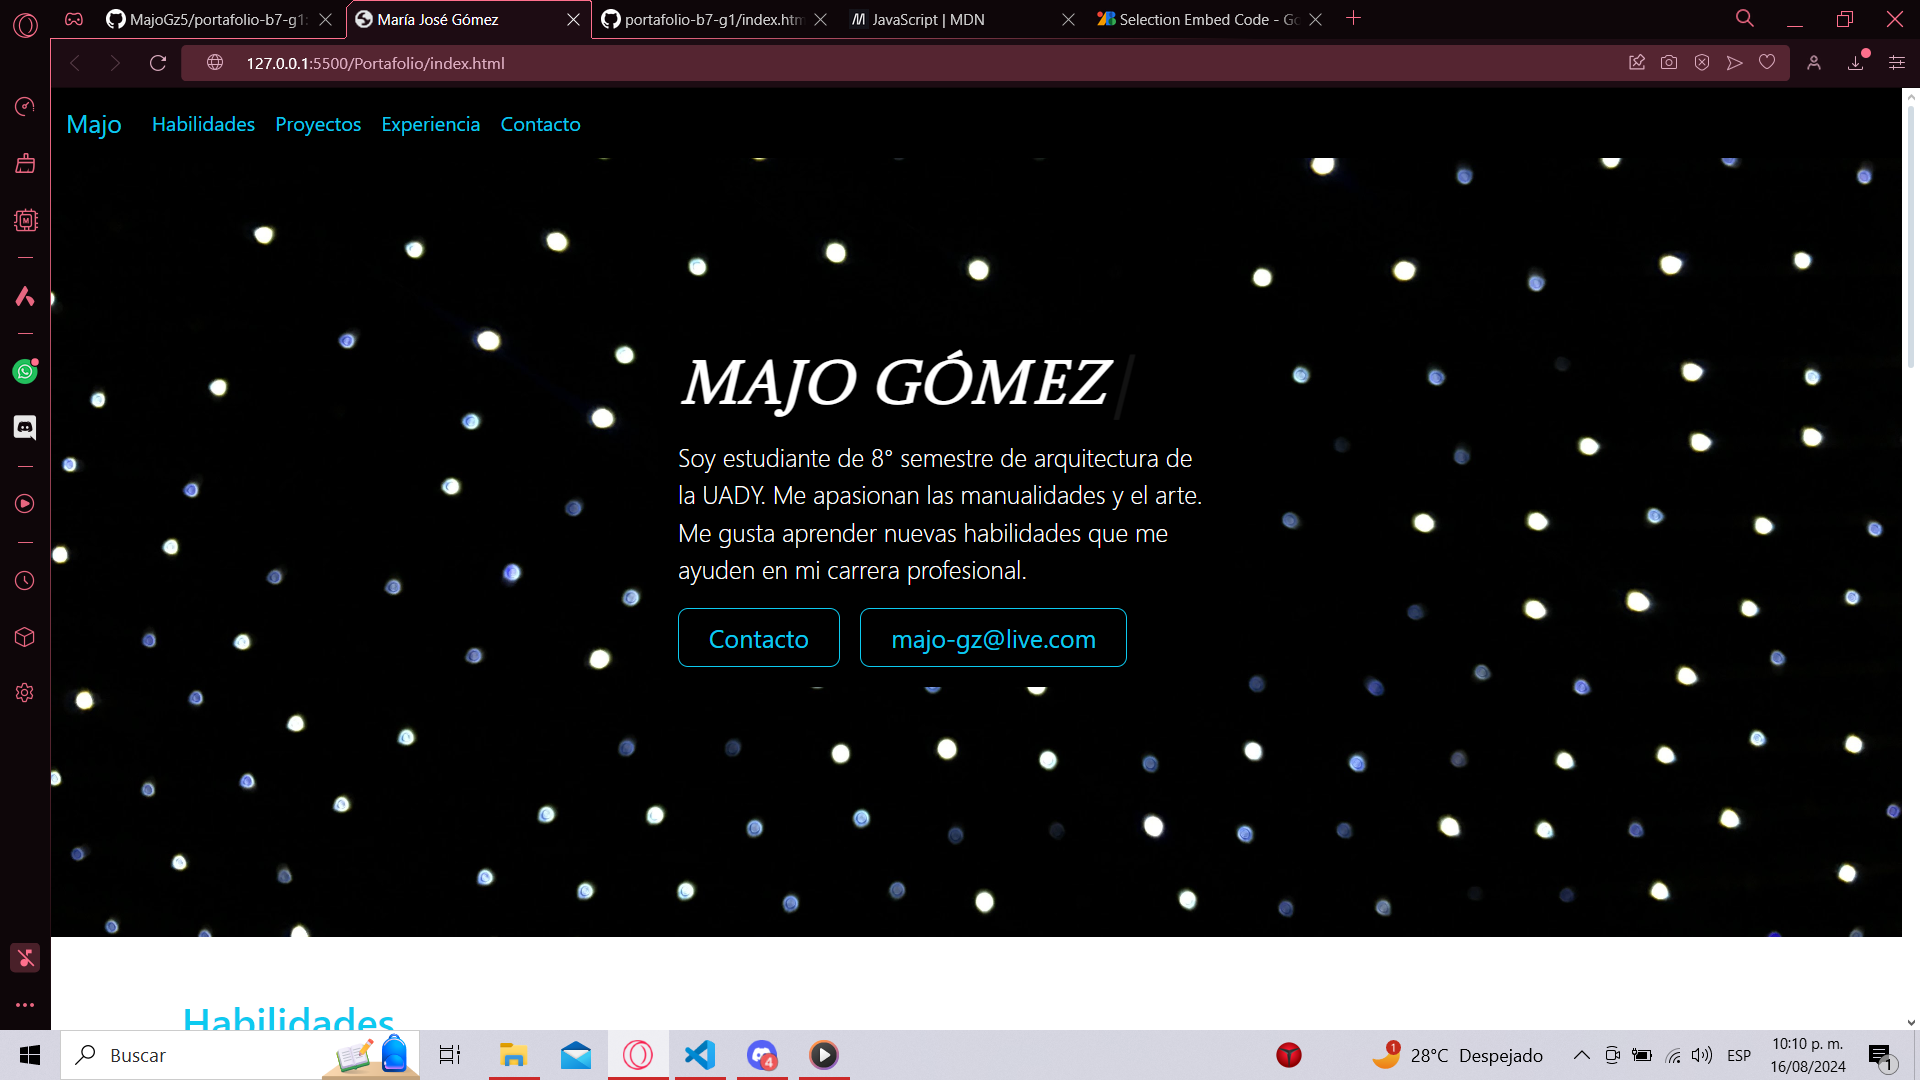 MajoGz5/portafolio-b7-g1:
María José Gómez
portafolio-b7-g1/index.htm
JavaScript | MDN
Selection Embed Code - Go
127.0.0.1:5500/Portafolio/index.html
Majo
Habilidades
Proyectos
Experiencia
Contacto
MAJO GÓMEZ
Soy estudiante de 8° semestre de arquitectura de
la UADY. Me apasionan las manualidades y el arte.
Me gusta aprender nuevas habilidades que me
ayuden en mi carrera profesional.
Contacto
majo-gz@live.com
Habilidades
Buscar
4
1
28°C Despejado
ESP
10:10 p. m.
16/08/2024
1